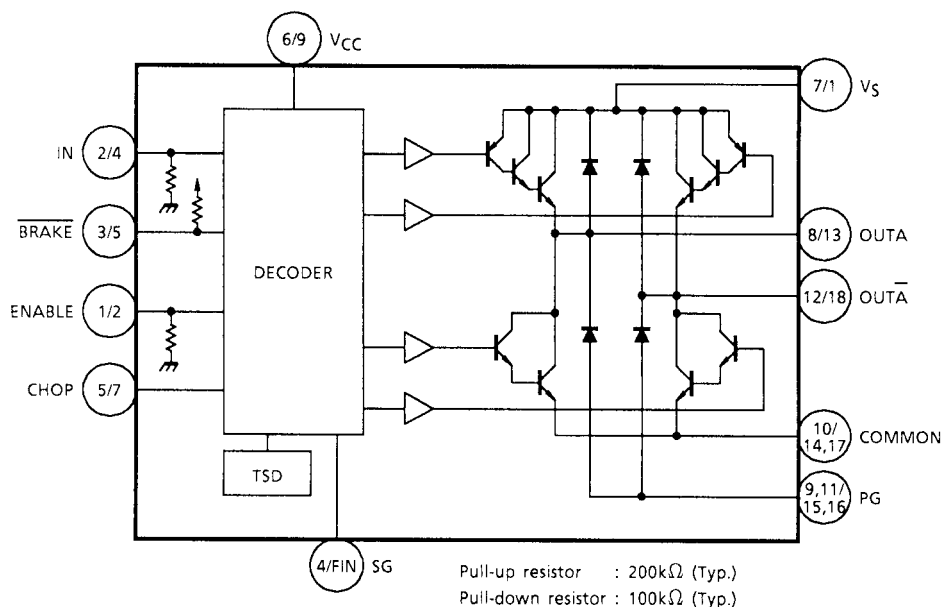 6/9 VCC
7/1 VS
IN 2/4
BRAKE 3/5
DECODER
8/13 OUTA
12/18 OUTA̅
ENABLE 1/2
CHOP 5/7
10/
14,17 COMMON
TSD
9,11/
15,16 PG
4/FIN SG
Pull-up resistor : 200kΩ (Typ.)
Pull-down resistor : 100kΩ (Typ.)